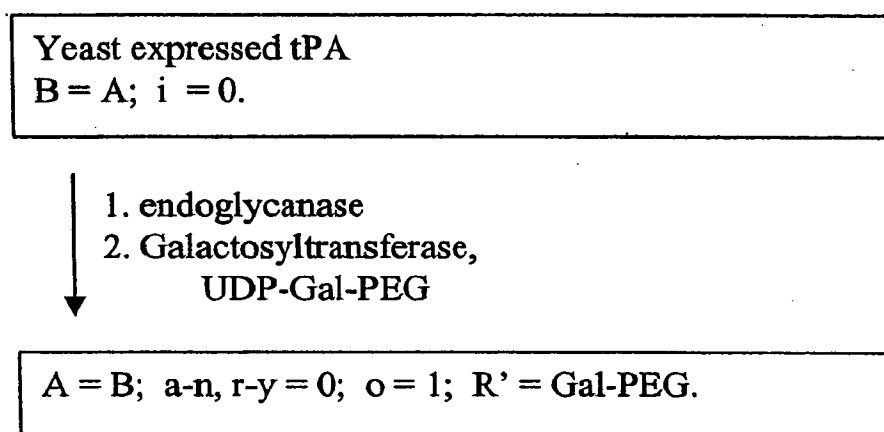 Yeast expressed tPA
B = A; i = 0.
1. endoglycanase
2. Galactosyltransferase,
UDP-Gal-PEG
A = B; a-n, r-y = 0; o = 1; R' = Gal-PEG.